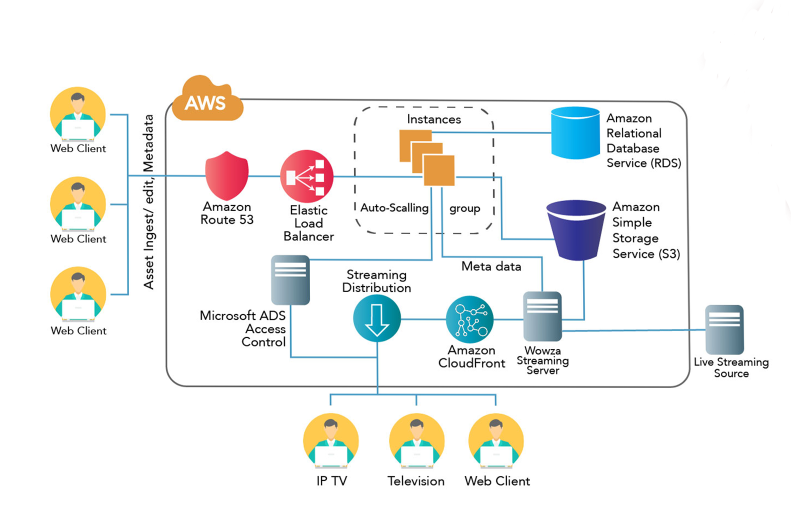 AWS
Instances
Amazon
Relational
Database
Service (RDS)
Web Client
Asset Ingest/ edit, Metadata
Amazon
Route 53
Elastic
Load
Balancer
Auto-Scalling group
Amazon
Simple
Storage
Service (S3)
Web Client
Meta data
Streaming
Distribution
Microsoft ADS
Access
Control
Web Client
Amazon
CloudFront
Wowza
Streaming
Server
Live Streaming
Source
IP TV
Television
Web Client